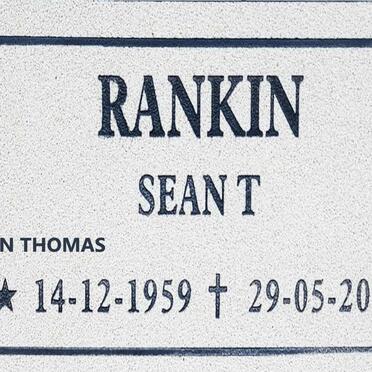 RANKIN
SEAN T
N THOMAS
★ 14-12-1959 † 29-05-20